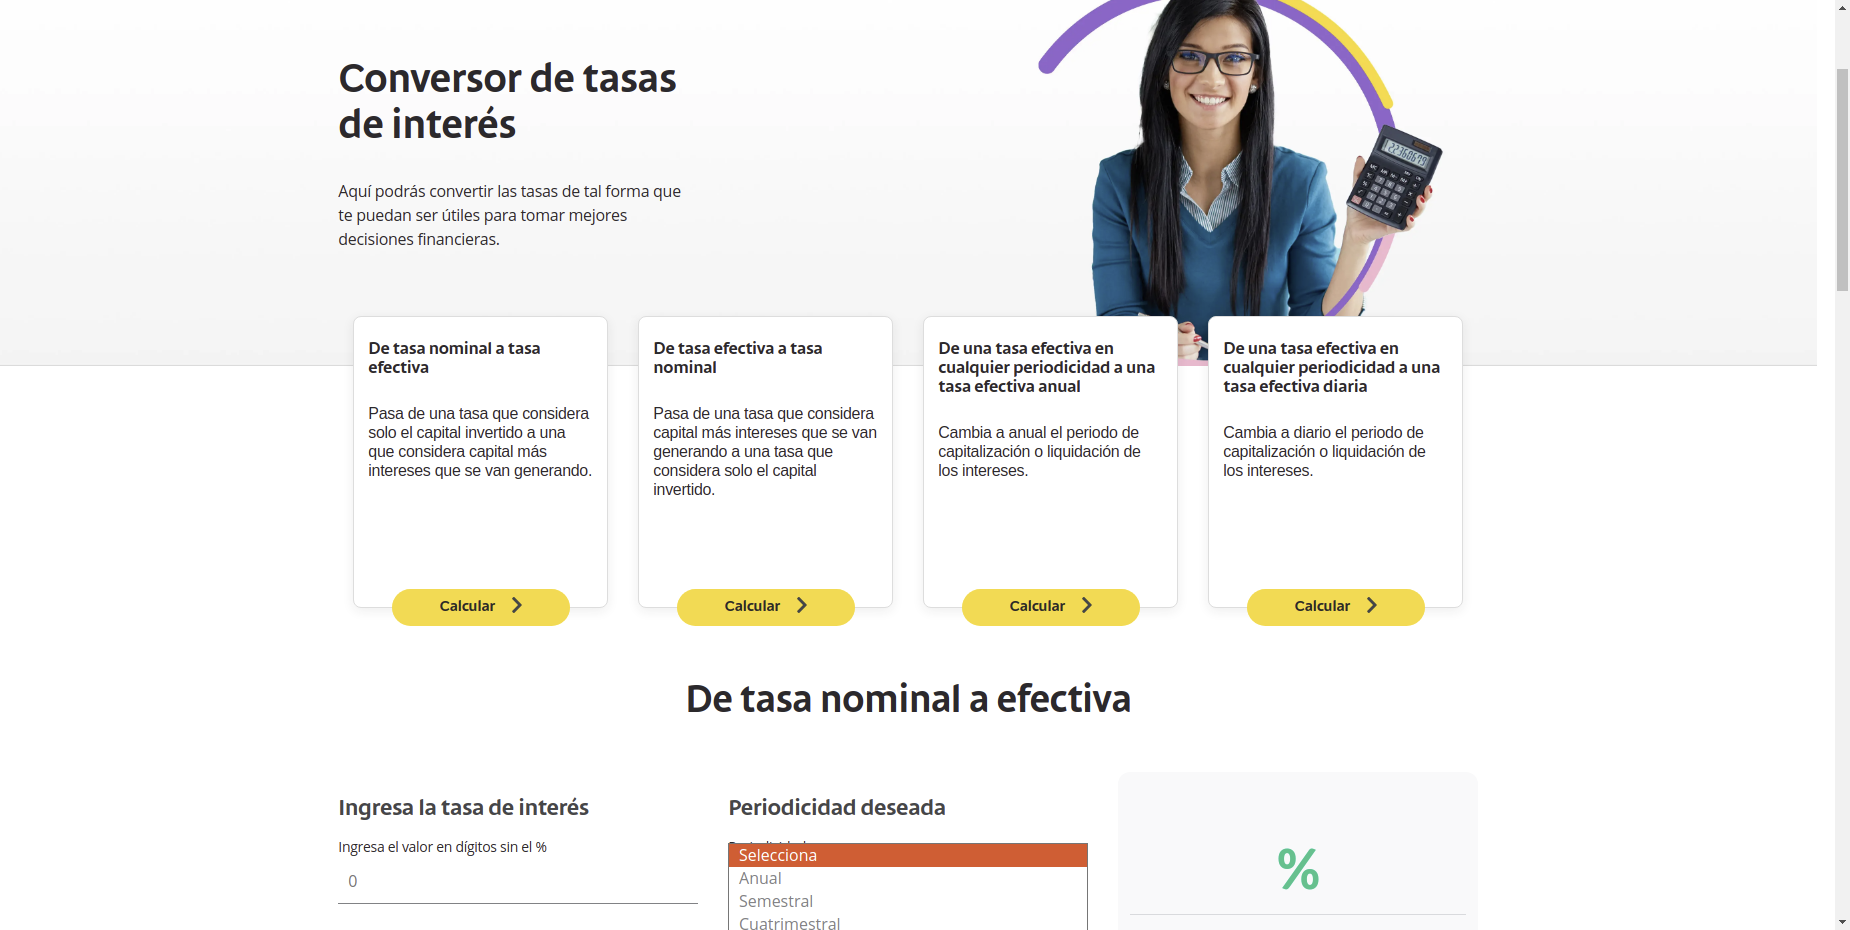 Conversor de tasas
de interés
Aquí podrás convertir las tasas de tal forma que
te puedan ser útiles para tomar mejores
decisiones financieras.
De tasa nominal a tasa
efectiva
Pasa de una tasa que considera
solo el capital invertido a una
que considera capital más
intereses que se van generando.
Calcular
De tasa efectiva a tasa
nominal
Pasa de una tasa que considera
capital más intereses que se van
generando a una tasa que
considera solo el capital
invertido.
Calcular
De una tasa efectiva en
cualquier periodicidad a una
tasa efectiva anual
Cambia a anual el periodo de
capitalización o liquidación de
los intereses.
Calcular
De una tasa efectiva en
cualquier periodicidad a una
tasa efectiva diaria
Cambia a diario el periodo de
capitalización o liquidación de
los intereses.
Calcular
De tasa nominal a efectiva
Ingresa la tasa de interés
Ingresa el valor en dígitos sin el %
0
Periodicidad deseada
Selecciona
Anual
Semestral
Cuatrimestral
%